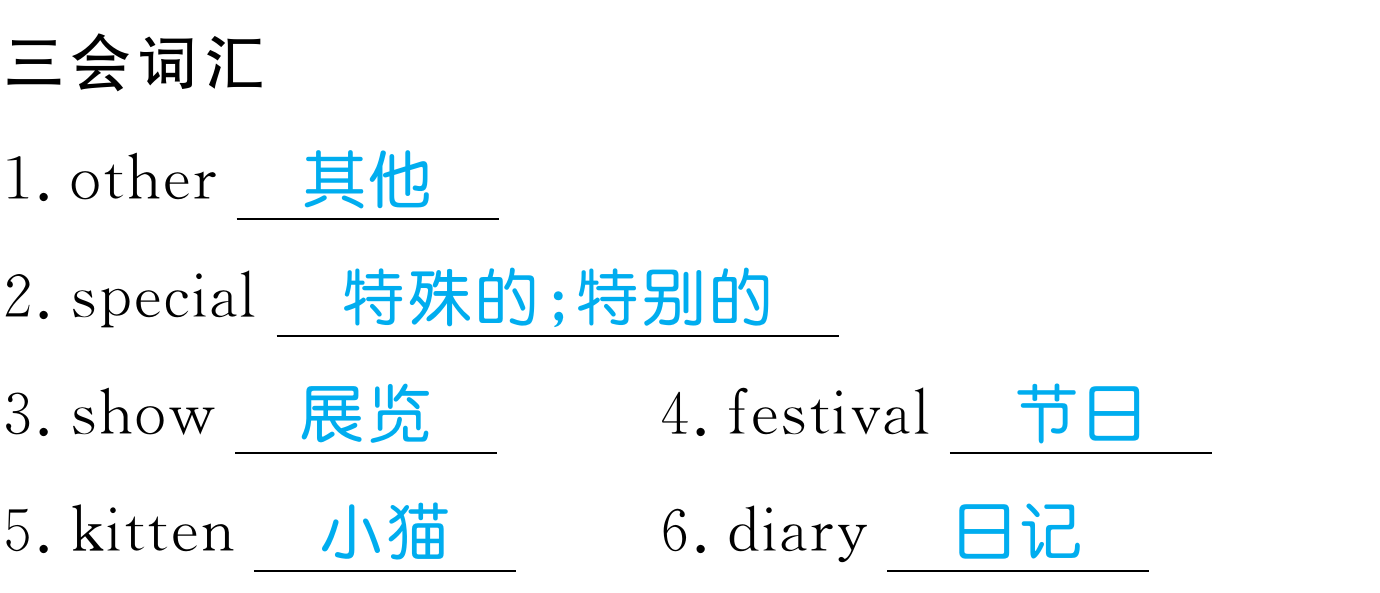 三会词汇
1. other 其他
2. special 特殊的;特别的
3. show 展览 4. festival 节日
5. kitten 小猫 6. diary 日记